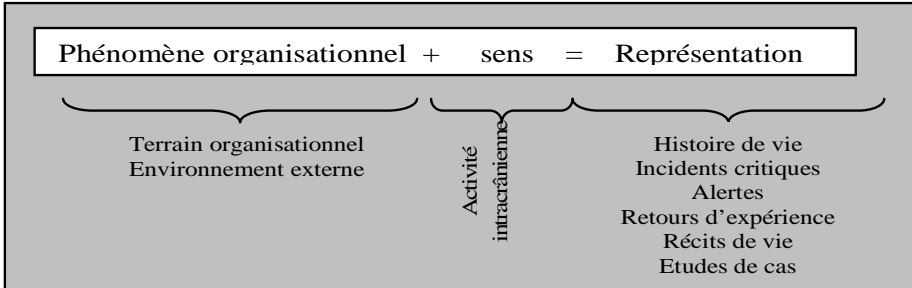 Phénomène organisationnel + sens = Représentation
Terrain organisationnel
Environnement externe
Activité
intracrânienne
Histoire de vie
Incidents critiques
Alertes
Retours d’expérience
Récits de vie
Etudes de cas